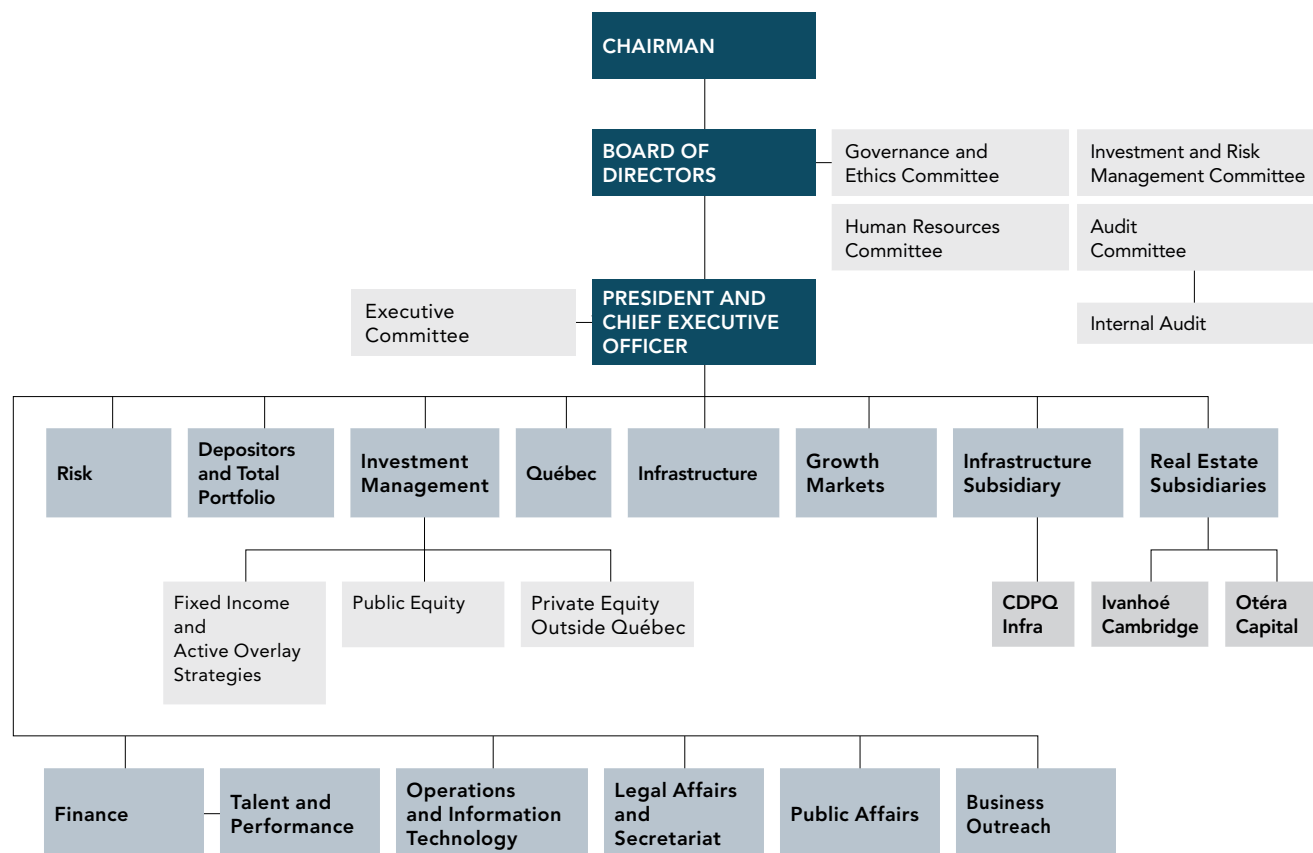 CHAIRMAN
BOARD OF
DIRECTORS
Governance and
Ethics Committee
Investment and Risk
Management Committee
Human Resources
Committee
Audit
Committee
Internal Audit
Executive
Committee
PRESIDENT AND
CHIEF EXECUTIVE
OFFICER
Risk
Depositors
and Total
Portfolio
Investment
Management
Québec
Infrastructure
Growth
Markets
Infrastructure
Subsidiary
Real Estate
Subsidiaries
Fixed Income
and
Active Overlay
Strategies
Public Equity
Private Equity
Outside Québec
CDPQ
Infra
Ivanhoé
Cambridge
Otéra
Capital
Finance
Talent and
Performance
Operations
and Information
Technology
Legal Affairs
and
Secretariat
Public Affairs
Business
Outreach